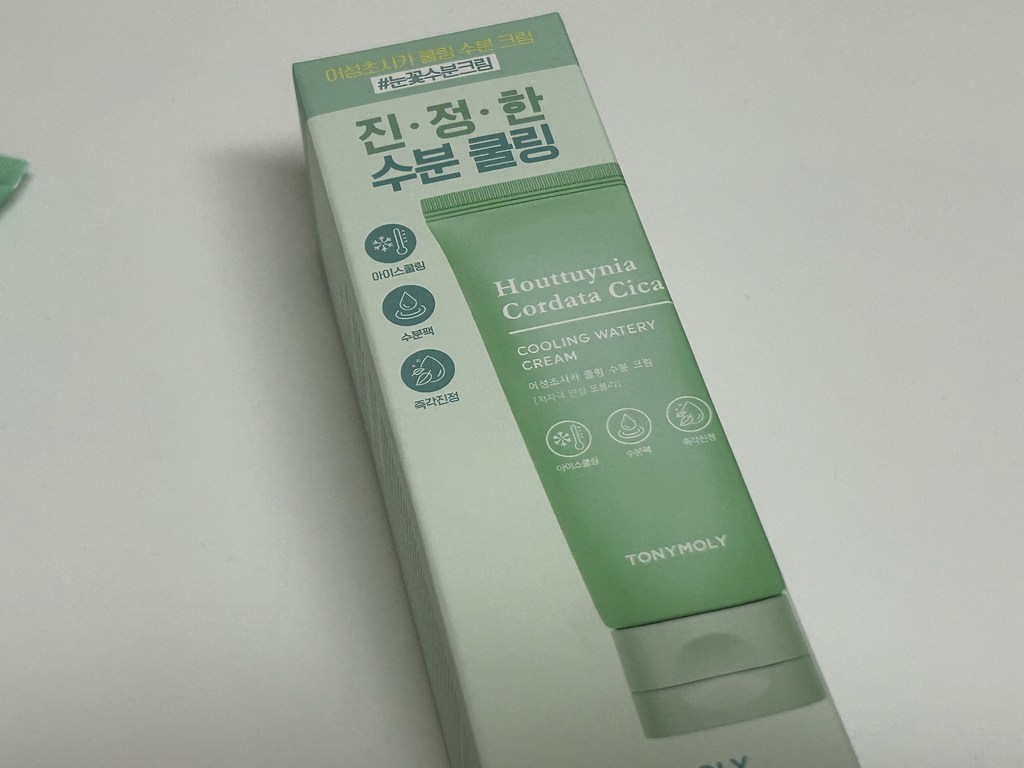 어성초시카 쿨링 수분 크림
#눈꽃수분크림
진·정·한
수분 쿨링
아이스쿨링
수분팩
즉각진정
Houttuynia
Cordata Cica
COOLING WATERY
CREAM
어성초시카 쿨링 수분 크림
아이스쿨링
수분팩
즉각진정
TONYMOLY